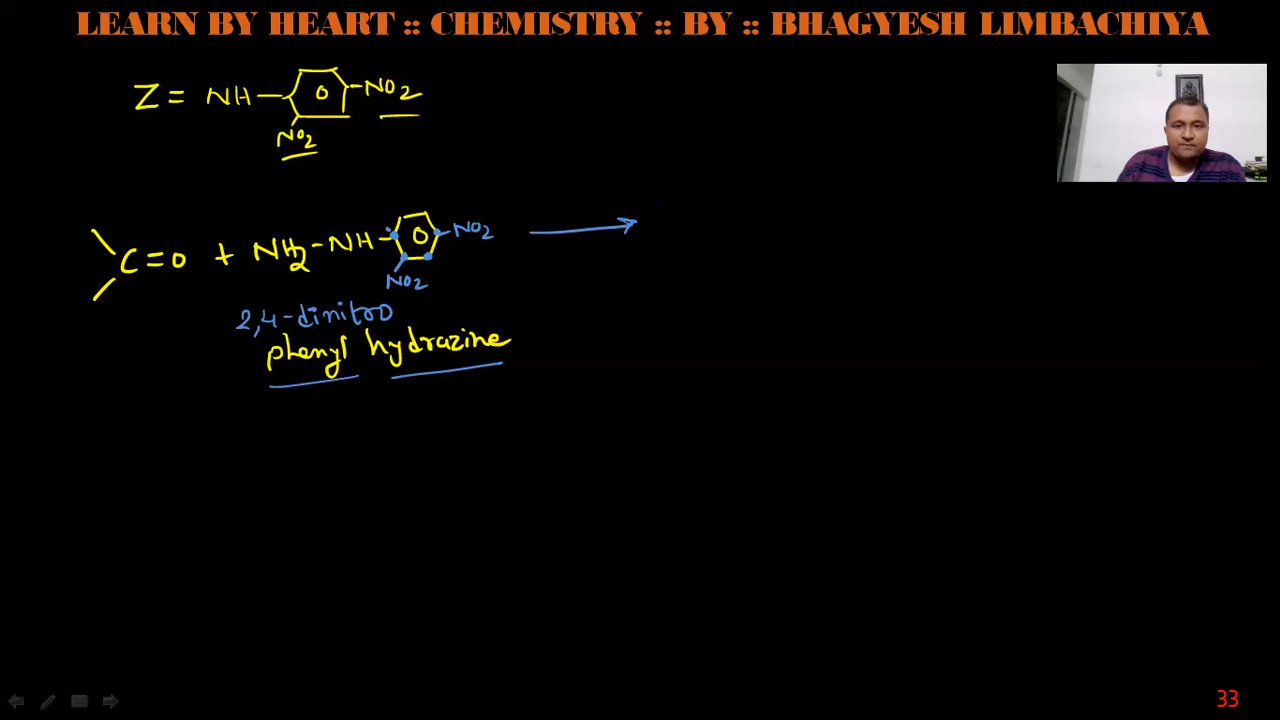 LEARN BY HEART :: CHEMISTRY :: BY :: BHAGYESH LIMBACHIYA
Z = NH - NO2
NO2
C = O + NH2 - NH - NO2
NO2
2,4-dinitro
phenyl hydrazine
33